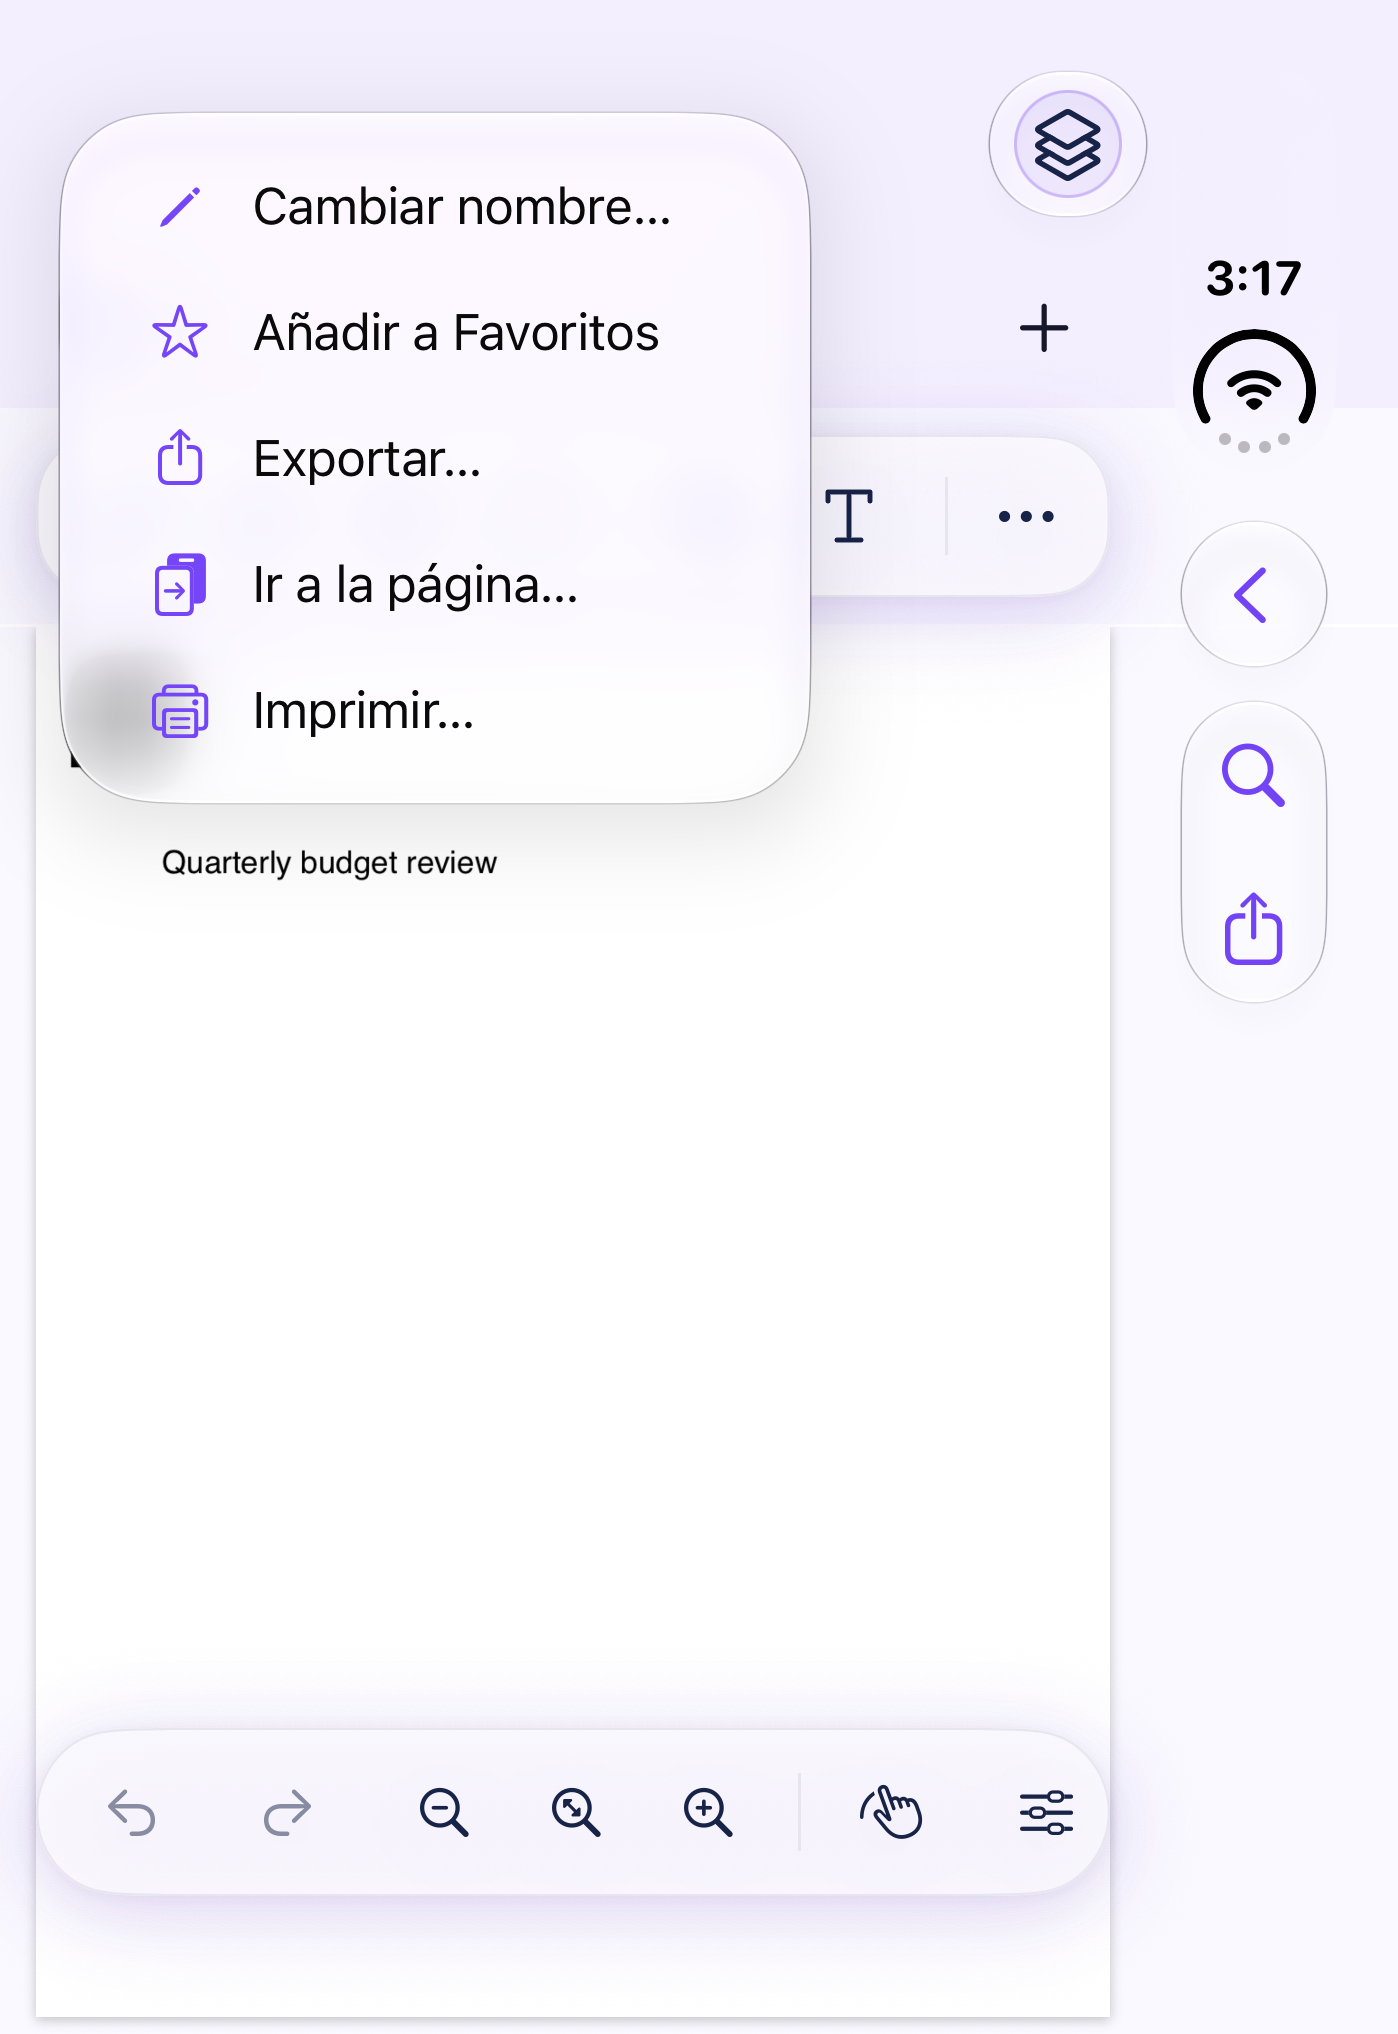 Cambiar nombre...
Añadir a Favoritos
Exportar...
Ir a la página...
Imprimir...
3:17
T
Quarterly budget review